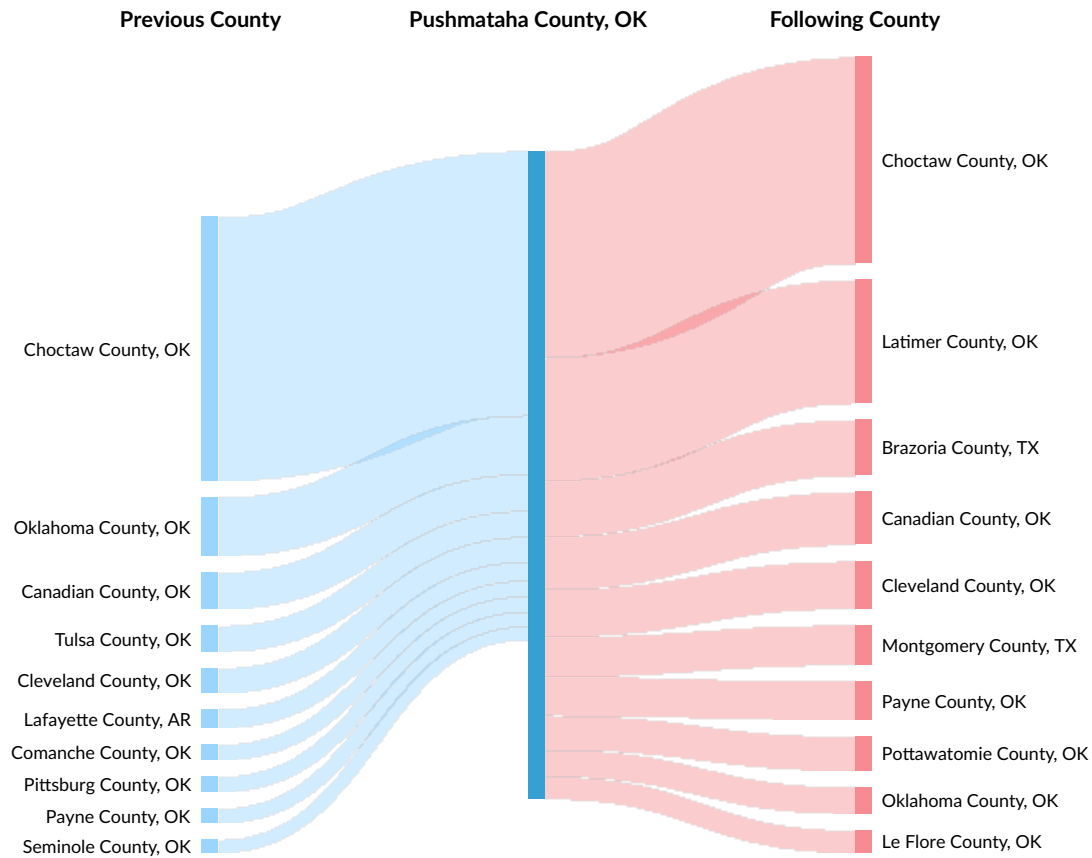 Previous County
Pushmataha County, OK
Following County
Choctaw County, OK
Oklahoma County, OK
Canadian County, OK
Tulsa County, OK
Cleveland County, OK
Lafayette County, AR
Comanche County, OK
Pittsburg County, OK
Payne County, OK
Seminole County, OK
Choctaw County, OK
Latimer County, OK
Brazoria County, TX
Canadian County, OK
Cleveland County, OK
Montgomery County, TX
Payne County, OK
Pottawatomie County, OK
Oklahoma County, OK
Le Flore County, OK